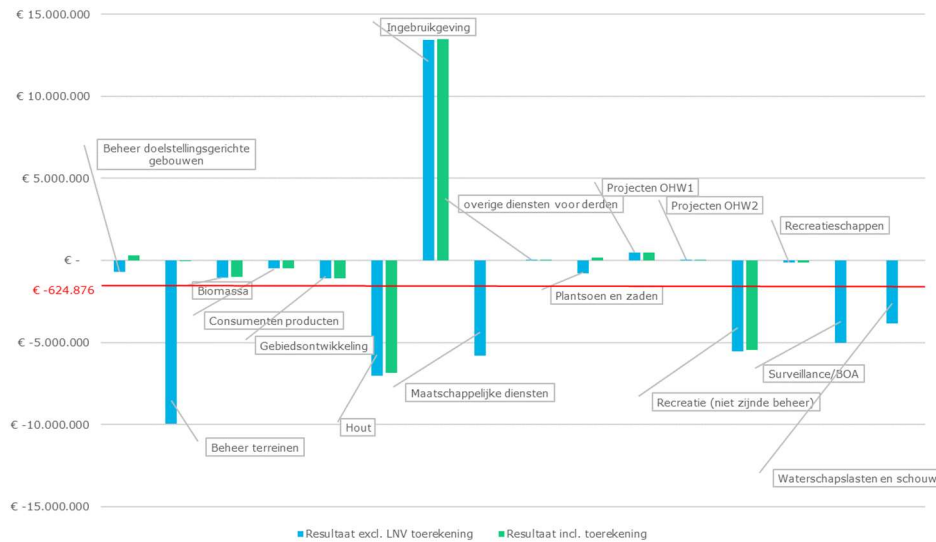 € 15.000.000
€ 10.000.000
€ 5.000.000
€ -
€ -624.876
€ -5.000.000
€ -10.000.000
€ -15.000.000
Ingebruikgeving
Beheer doelstellingsgerichte
gebouwen
overige diensten voor derden
Projecten OHW1
Projecten OHW2
Recreatieschappen
Biomassa
Plantsoen en zaden
Consumenten producten
Gebiedsontwikkeling
Maatschappelijke diensten
Recreatie (niet zijnde beheer)
Surveillance/BOA
Hout
Beheer terreinen
Waterschapslasten en schouw
Resultaat excl. LNV toerekening
Resultaat incl. toerekening